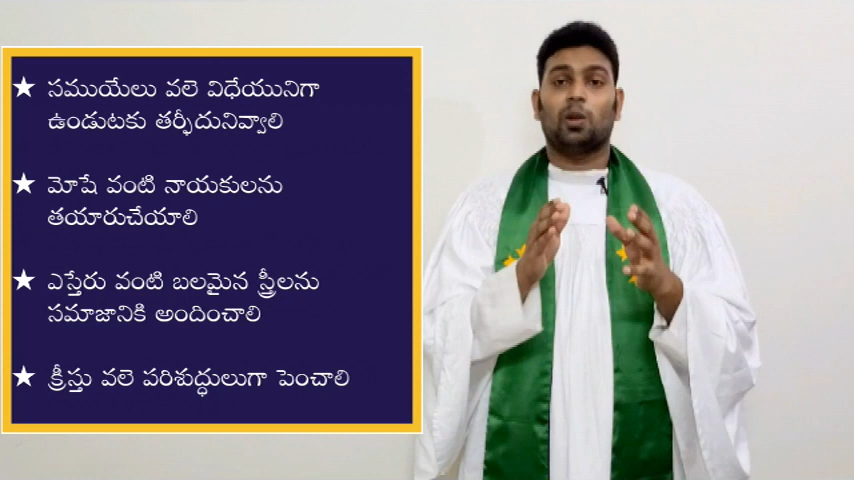 ★ సముయేలు వలె విధేయునిగా
ఉండుటకు తర్ఫీదునివ్వాలి
★ మోషే వంటి నాయకులను
తయారుచేయాలి
★ ఎస్తేరు వంటి బలమైన స్త్రీలను
సమాజానికి అందించాలి
★ క్రీస్తు వలె పరిశుద్ధులుగా పెంచాలి